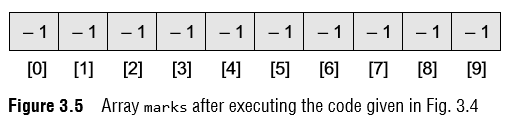 – 1 – 1 – 1 – 1 – 1 – 1 – 1 – 1 – 1 – 1
[0] [1] [2] [3] [4] [5] [6] [7] [8] [9]
Figure 3.5 Array marks after executing the code given in Fig. 3.4